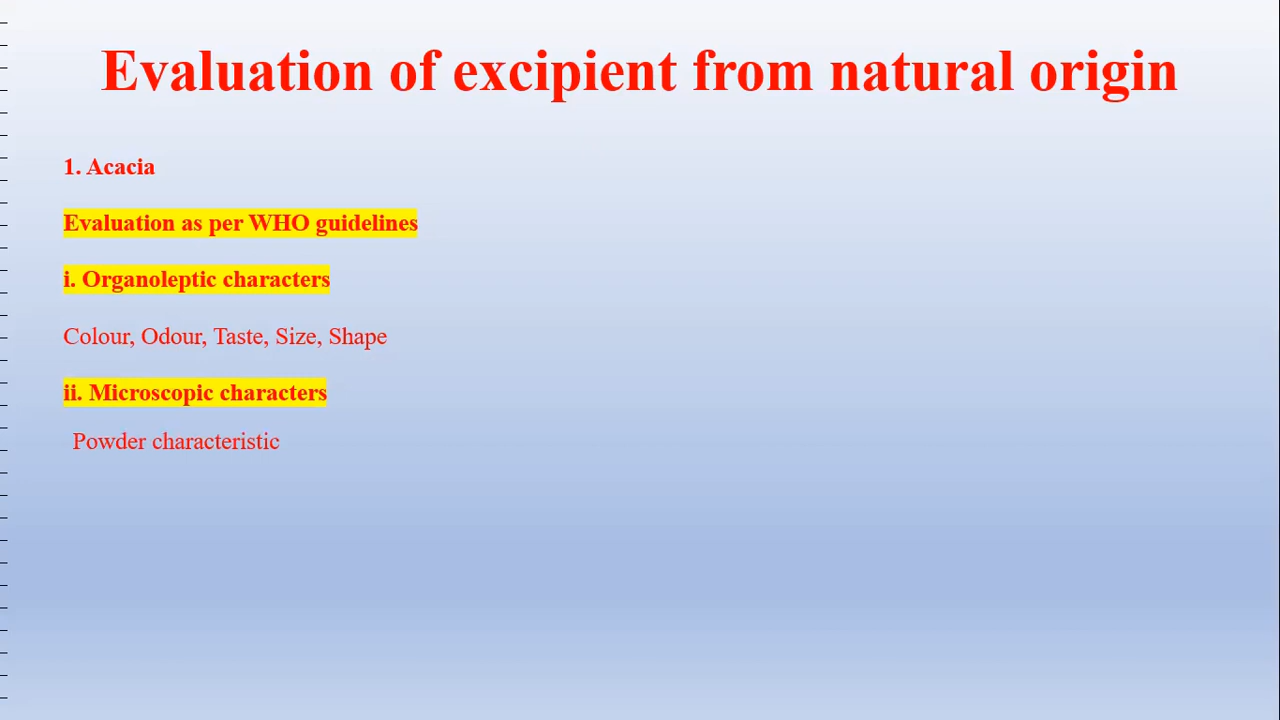 Evaluation of excipient from natural origin
1. Acacia
Evaluation as per WHO guidelines
i. Organoleptic characters
Colour, Odour, Taste, Size, Shape
ii. Microscopic characters
Powder characteristic